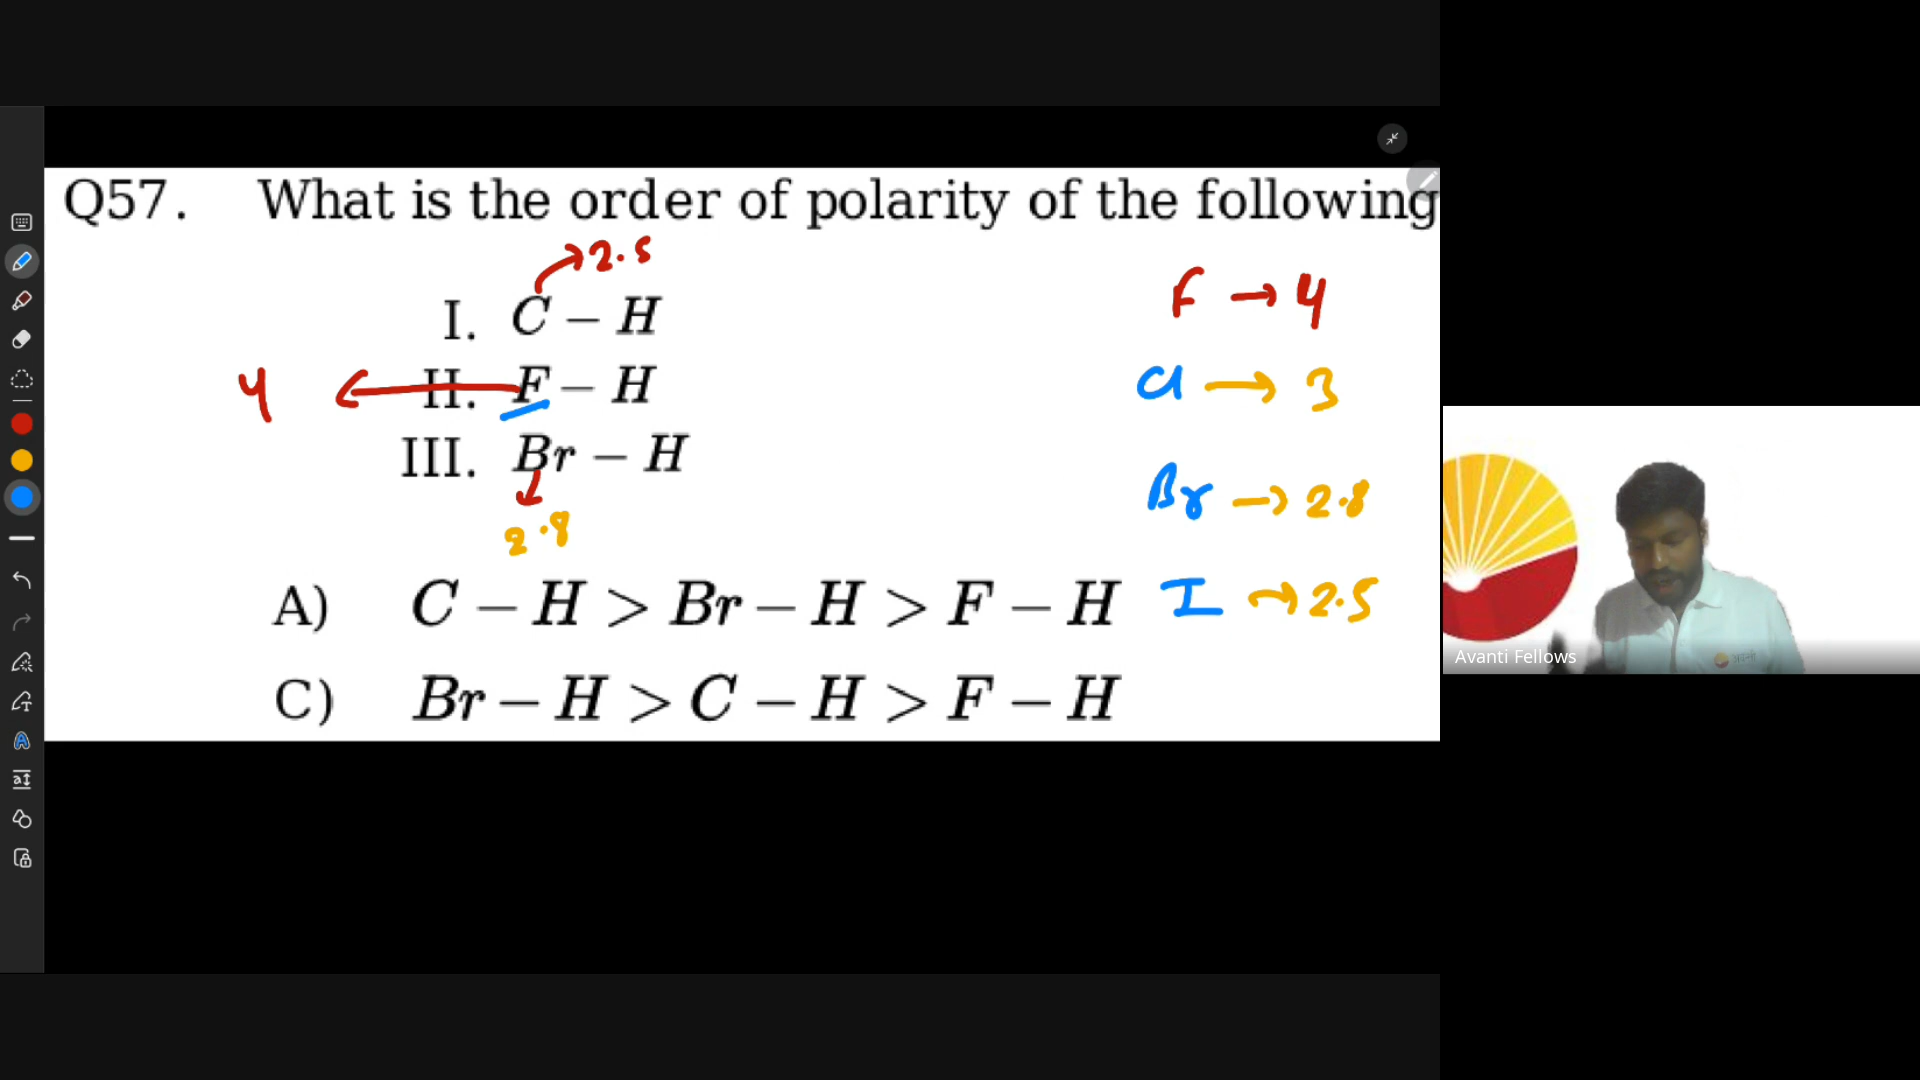 Q57. What is the order of polarity of the following
→ 2.5
I. C – H
F → 4
4 ← II. F – H
Cl → 3
III. Br – H
Br → 2.8
2.8
A) C – H > Br – H > F – H
I → 2.5
C) Br – H > C – H > F – H
Avanti Fellows